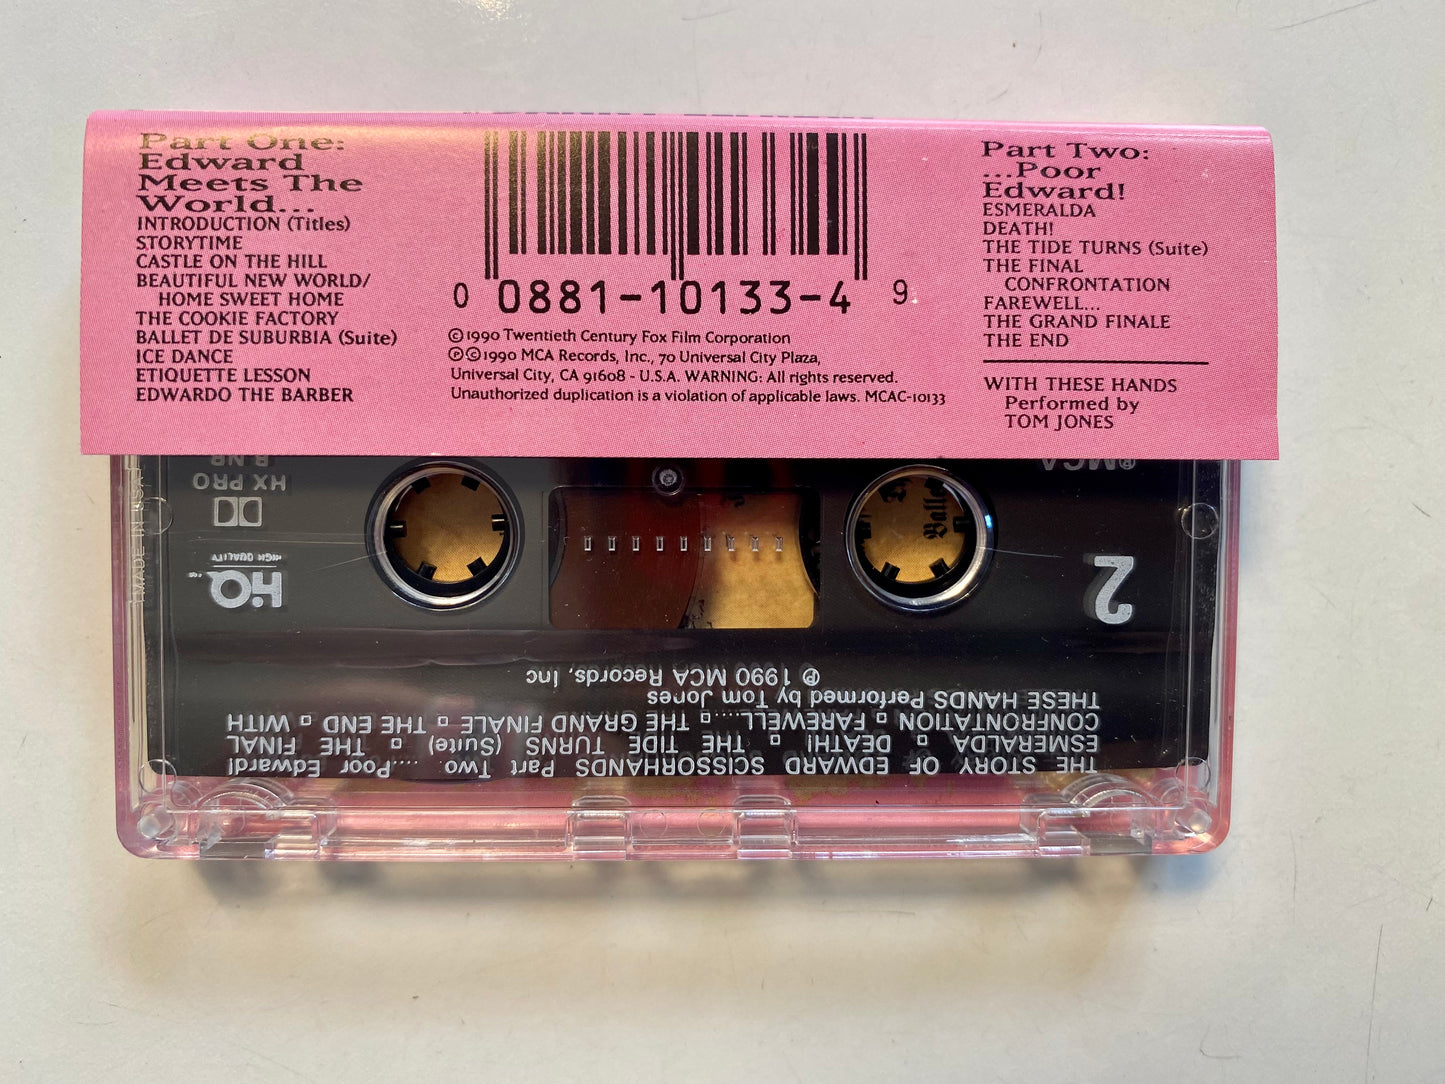 Part One:
Edward
Meets The
World...
INTRODUCTION (Titles)
STORYTIME
CASTLE ON THE HILL
BEAUTIFUL NEW WORLD/
HOME SWEET HOME
THE COOKIE FACTORY
BALLET DE SUBURBIA (Suite)
ICE DANCE
ETIQUETTE LESSON
EDWARDO THE BARBER
0 0881-10133-4 9
©1990 Twentieth Century Fox Film Corporation
℗©1990 MCA Records, Inc., 70 Universal City Plaza,
Universal City, CA 91608 - U.S.A. WARNING: All rights reserved.
Unauthorized duplication is a violation of applicable laws. MCAC-10133
Part Two:
...Poor
Edward!
ESMERALDA
DEATH!
THE TIDE TURNS (Suite)
THE FINAL
CONFRONTATION
FAREWELL...
THE GRAND FINALE
THE END
WITH THESE HANDS
Performed by
TOM JONES
THE STORY OF EDWARD SCISSORHANDS Part Two. ....Poor Edward!
ESMERALDA ▫ DEATH! ▫ THE TIDE TURNS (Suite) ▫ THE FINAL
CONFRONTATION ▫ FAREWELL....▫ THE GRAND FINALE ▫ THE END ▫ WITH
THESE HANDS Performed by Tom Jones
℗ 1990 MCA Records, Inc
2
HQ
HIGH QUALITY
HX PRO
B NR
℗MCA
MADE IN USA
Ball